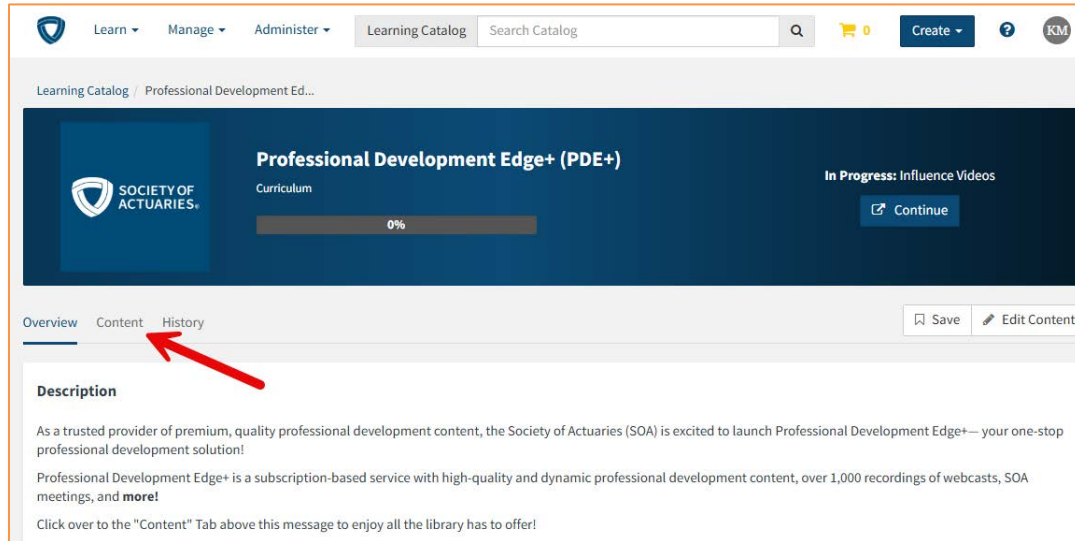 Learn Manage Administer Learning Catalog Search Catalog 0 Create ? KM
Learning Catalog / Professional Development Ed...
SOCIETY OF
ACTUARIES®
Professional Development Edge+ (PDE+)
Curriculum
0%
In Progress: Influence Videos
Continue
Overview Content History
Save Edit Content
Description
As a trusted provider of premium, quality professional development content, the Society of Actuaries (SOA) is excited to launch Professional Development Edge+— your one-stop
professional development solution!
Professional Development Edge+ is a subscription-based service with high-quality and dynamic professional development content, over 1,000 recordings of webcasts, SOA
meetings, and more!
Click over to the "Content" Tab above this message to enjoy all the library has to offer!